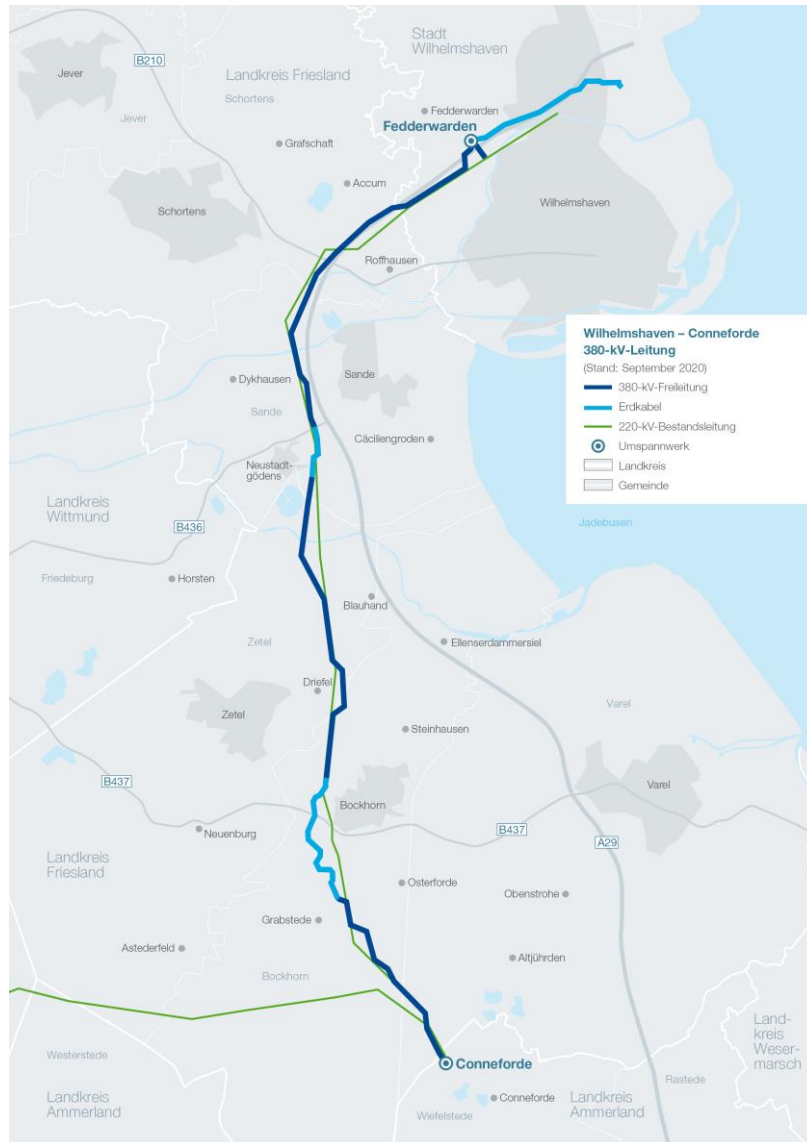 Stadt
Wilhelmshaven
Jever
B210
Landkreis Friesland
Schortens
Jever
Fedderwarden
Fedderwarden
Grafschaft
Accum
Schortens
Wilhelmshaven
Roffhausen
Wilhelmshaven – Conneforde
380-kV-Leitung
(Stand: September 2020)
380-kV-Freileitung
Erdkabel
220-kV-Bestandsleitung
Umspannwerk
Landkreis
Gemeinde
Dykhausen
Sande
Sande
Cäciliengroden
Neustadt-
gödens
Landkreis
Wittmund
B436
Jadebusen
Friedeburg
Horsten
Blauhand
Zetel
Ellenserdammersiel
Driefel
Zetel
Steinhausen
Varel
B437
Bockhorn
Varel
Neuenburg
B437
A29
Landkreis
Friesland
Osterforde
Obenstrohe
Grabstede
Astederfeld
Altjührden
Bockhorn
Land-
kreis
Weser-
marsch
Westerstede
Conneforde
Rastede
Landkreis
Ammerland
Conneforde
Wiefelstede
Landkreis
Ammerland